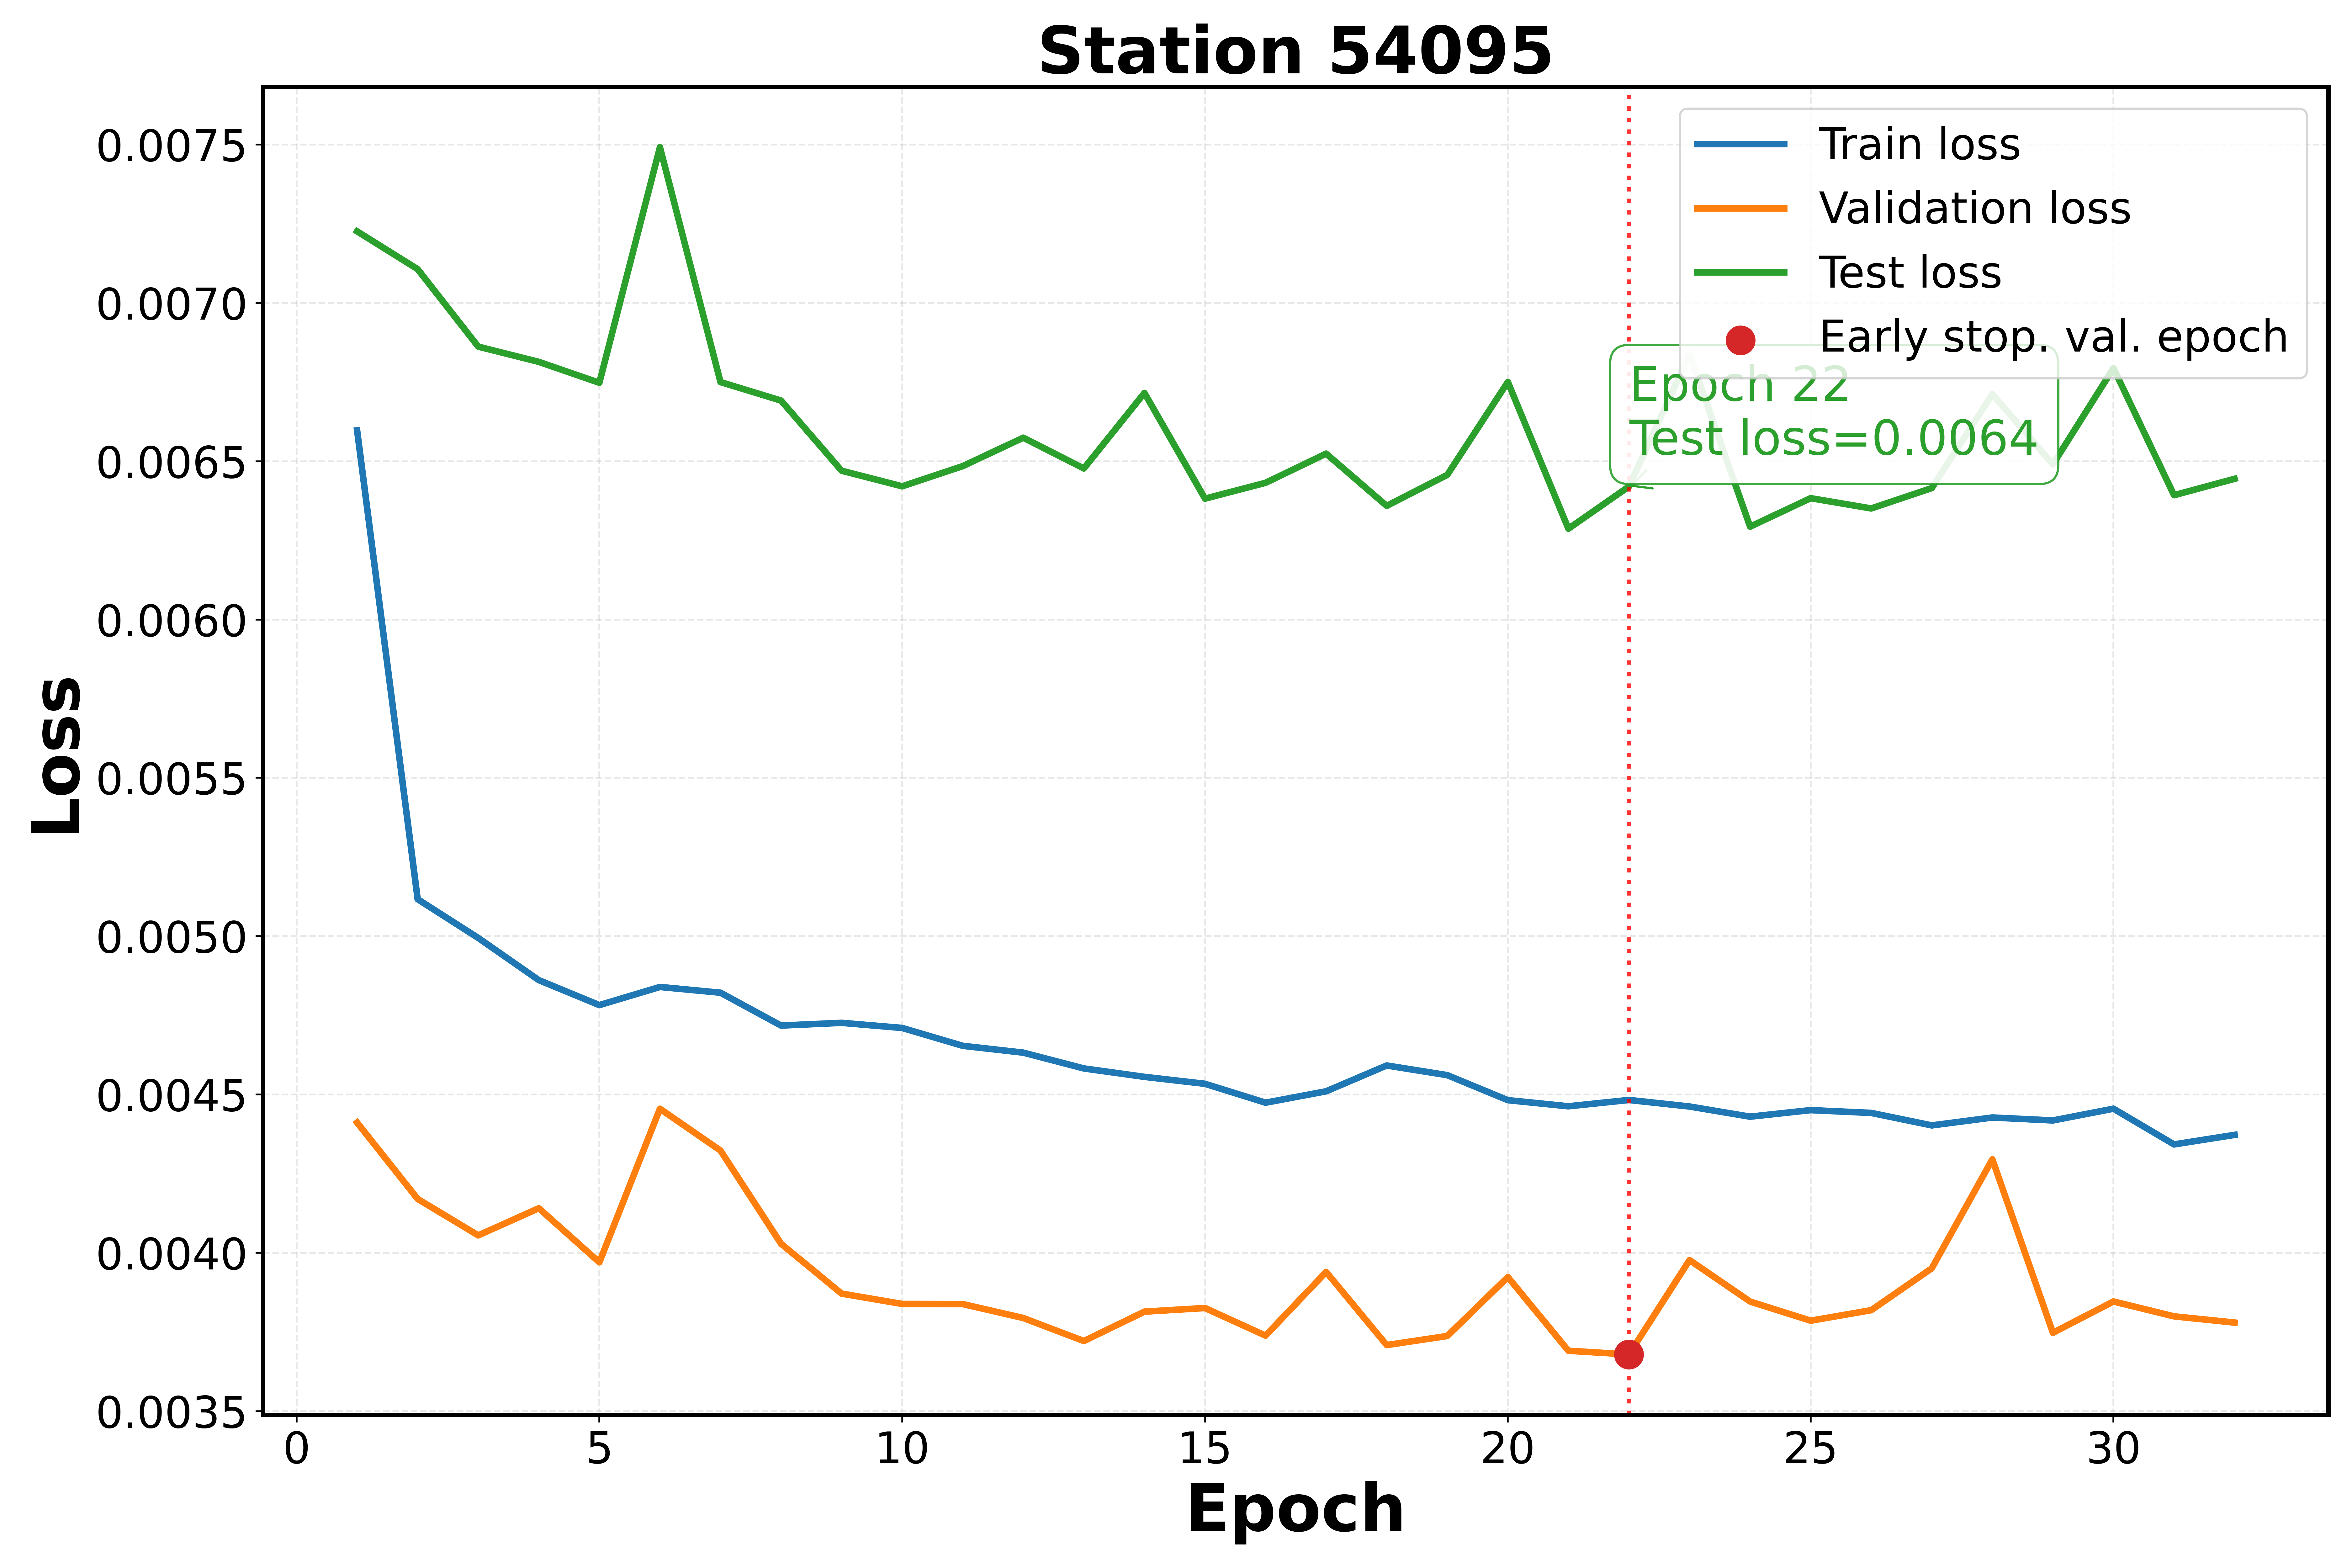 Station 54095
0.0075
0.0070
0.0065
0.0060
0.0055
0.0050
0.0045
0.0040
0.0035
Loss
Train loss
Validation loss
Test loss
Early stop. val. epoch
Epoch 22
Test loss=0.0064
0 5 10 15 20 25 30
Epoch